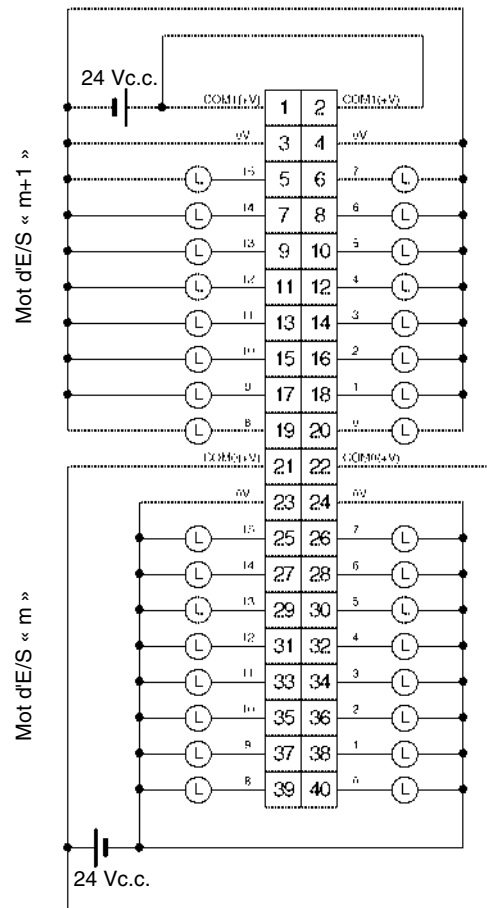 24 Vc.c.
COM1(+V) 1 2 COM1(+V)
0V 3 4 0V
L 15 5 6 7 L
L 14 7 8 6 L
L 13 9 10 5 L
L 12 11 12 4 L
L 11 13 14 3 L
L 10 15 16 2 L
L 9 17 18 1 L
L 8 19 20 0 L
Mot d'E/S « m+1 »
COM0(+V) 21 22 COM0(+V)
0V 23 24 0V
L 15 25 26 7 L
L 14 27 28 6 L
L 13 29 30 5 L
L 12 31 32 4 L
L 11 33 34 3 L
L 10 35 36 2 L
L 9 37 38 1 L
L 8 39 40 0 L
Mot d'E/S « m »
24 Vc.c.